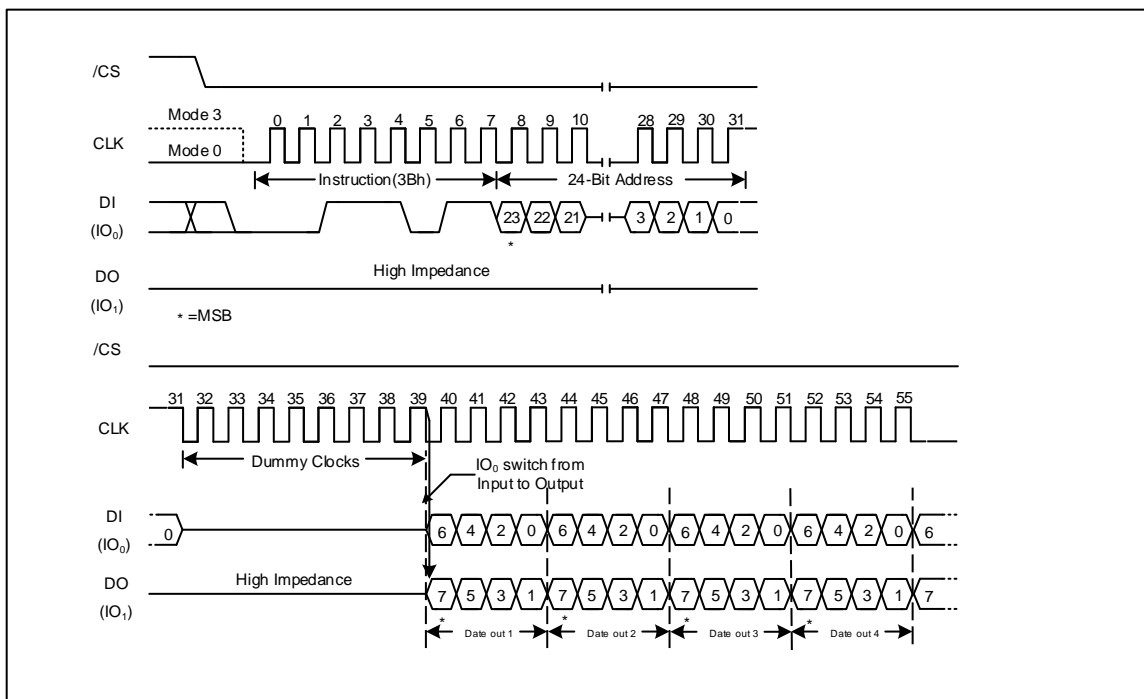 /CS
Mode 3
0 1 2 3 4 5 6 7 8 9 10 28 29 30 31
CLK
Mode 0
Instruction(3Bh) 24-Bit Address
DI
(IO0)
23 22 21 3 2 1 0
*
High Impedance
DO
(IO1)
* =MSB
/CS
31 32 33 34 35 36 37 38 39 40 41 42 43 44 45 46 47 48 49 50 51 52 53 54 55
CLK
Dummy Clocks
IO0 switch from
Input to Output
DI
(IO0)
0 6 4 2 0 6 4 2 0 6 4 2 0 6 4 2 0 6
DO
(IO1)
High Impedance 7 5 3 1 7 5 3 1 7 5 3 1 7 5 3 1 7
* * * *
Date out 1 Date out 2 Date out 3 Date out 4